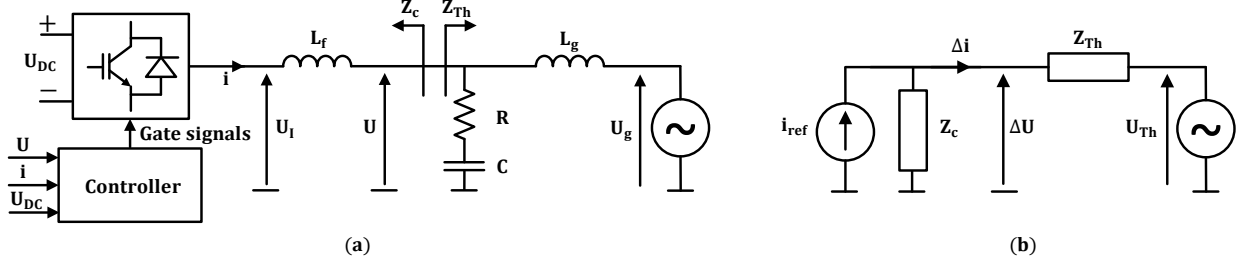 +
U_DC
−
i
L_f
U_I
U
Z_c
Z_Th
R
C
L_g
U_g
~
Gate signals
U
i
U_DC
Controller
(a)
i_ref
Z_c
Δi
ΔU
Z_Th
U_Th
~
(b)